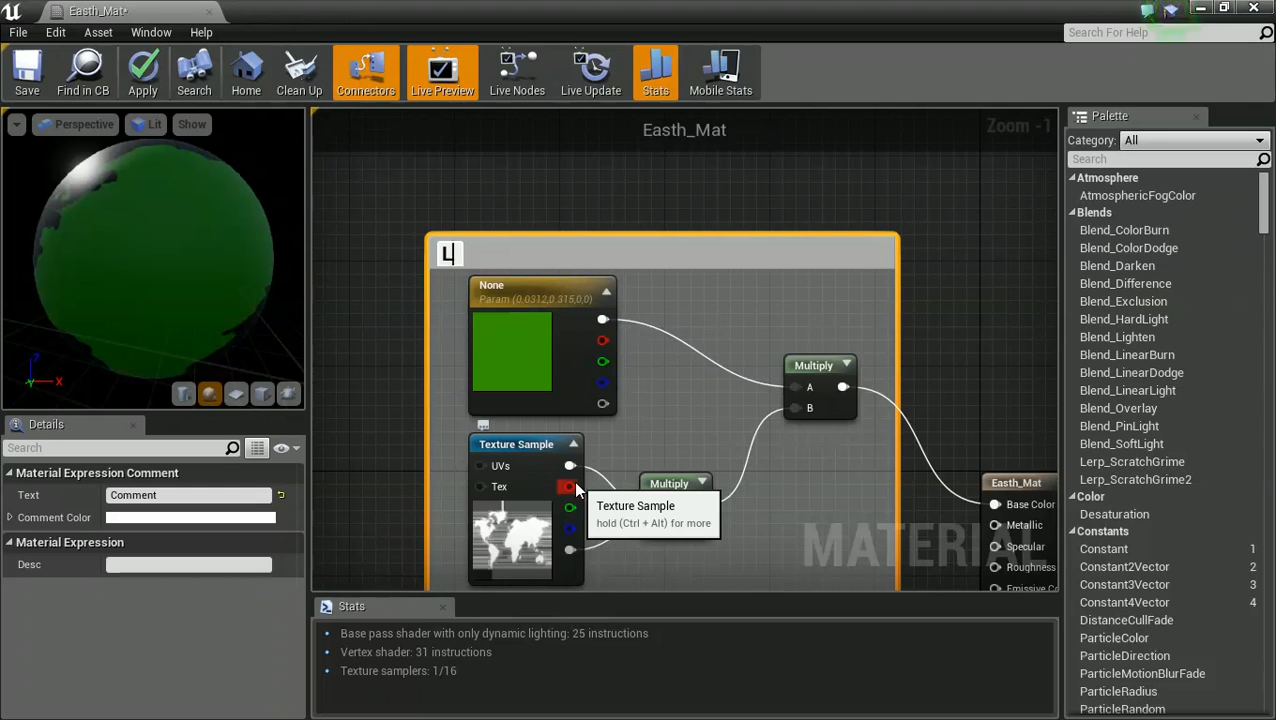 Easth_Mat*
File Edit Asset Window Help
Search For Help
Save Find in CB Apply Search Home Clean Up Connectors Live Preview Live Nodes Live Update Stats Mobile Stats
Perspective Lit Show
Z
X
Y
Easth_Mat
Zoom -1
Ц
None
Param (0.0312,0.315,0,0)
Multiply
A
B
Texture Sample
UVs
Tex
Multiply
Texture Sample
hold (Ctrl + Alt) for more
Easth_Mat
Base Color
Metallic
Specular
Roughness
MATERIAL
Details
Search
Material Expression Comment
Text Comment
Comment Color
Material Expression
Desc
Stats
Base pass shader with only dynamic lighting: 25 instructions
Vertex shader: 31 instructions
Texture samplers: 1/16
Palette
Category: All
Search
Atmosphere
AtmosphericFogColor
Blends
Blend_ColorBurn
Blend_ColorDodge
Blend_Darken
Blend_Difference
Blend_Exclusion
Blend_HardLight
Blend_Lighten
Blend_LinearBurn
Blend_LinearDodge
Blend_LinearLight
Blend_Overlay
Blend_PinLight
Blend_SoftLight
Lerp_ScratchGrime
Lerp_ScratchGrime2
Color
Desaturation
Constants
Constant 1
Constant2Vector 2
Constant3Vector 3
Constant4Vector 4
DistanceCullFade
ParticleColor
ParticleDirection
ParticleMotionBlurFade
ParticleRadius
ParticleRandom